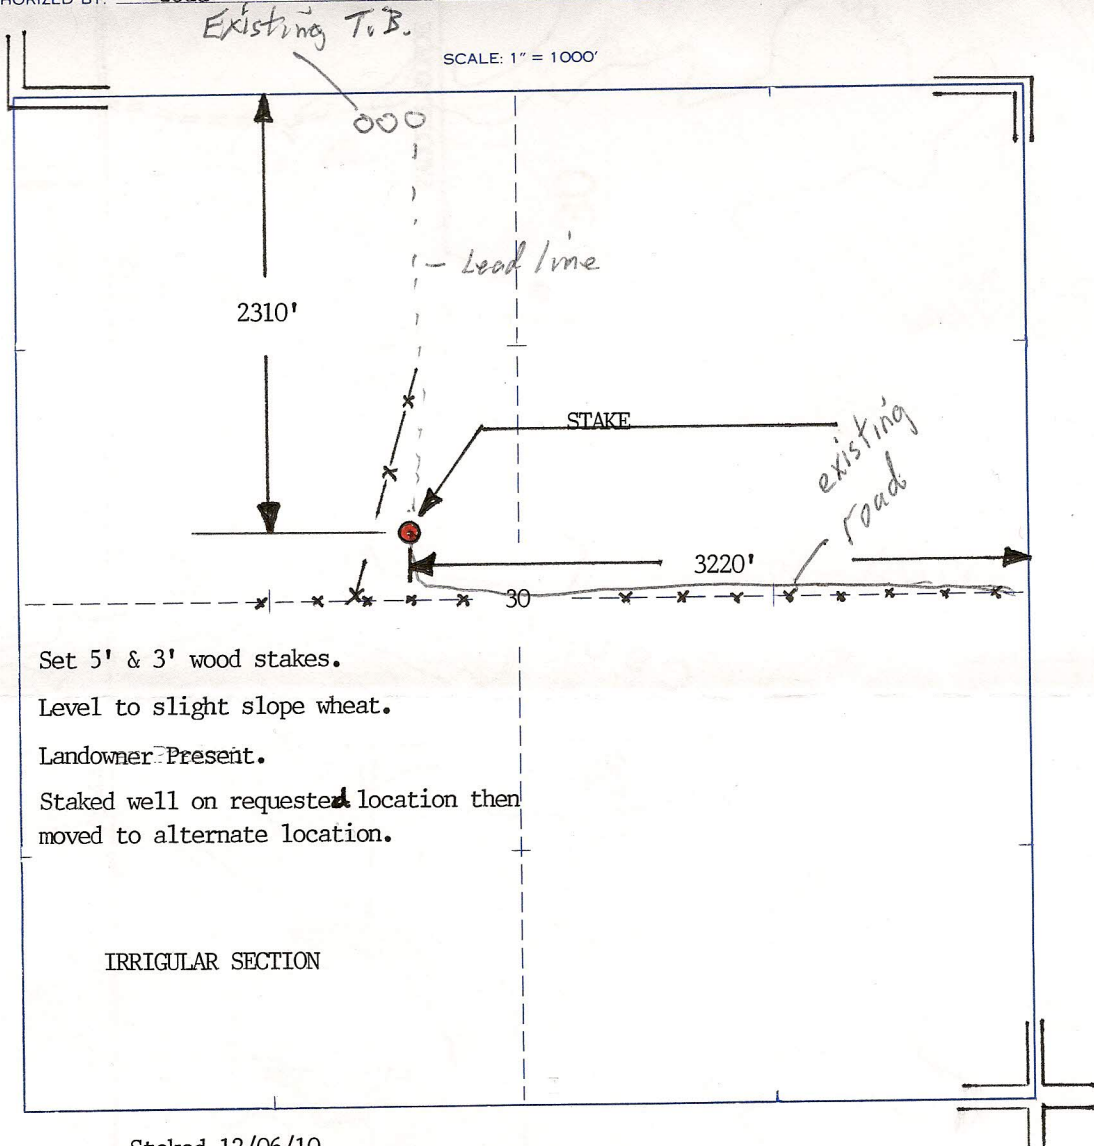 HORIZED BY:
Existing T.B.
SCALE: 1" = 1000'
Lead line
2310'
STAKE
existing
road
3220'
30
Set 5' & 3' wood stakes.
Level to slight slope wheat.
Landowner Present.
Staked well on requested location then
moved to alternate location.
IRRIGULAR SECTION
Staked 12/06/10